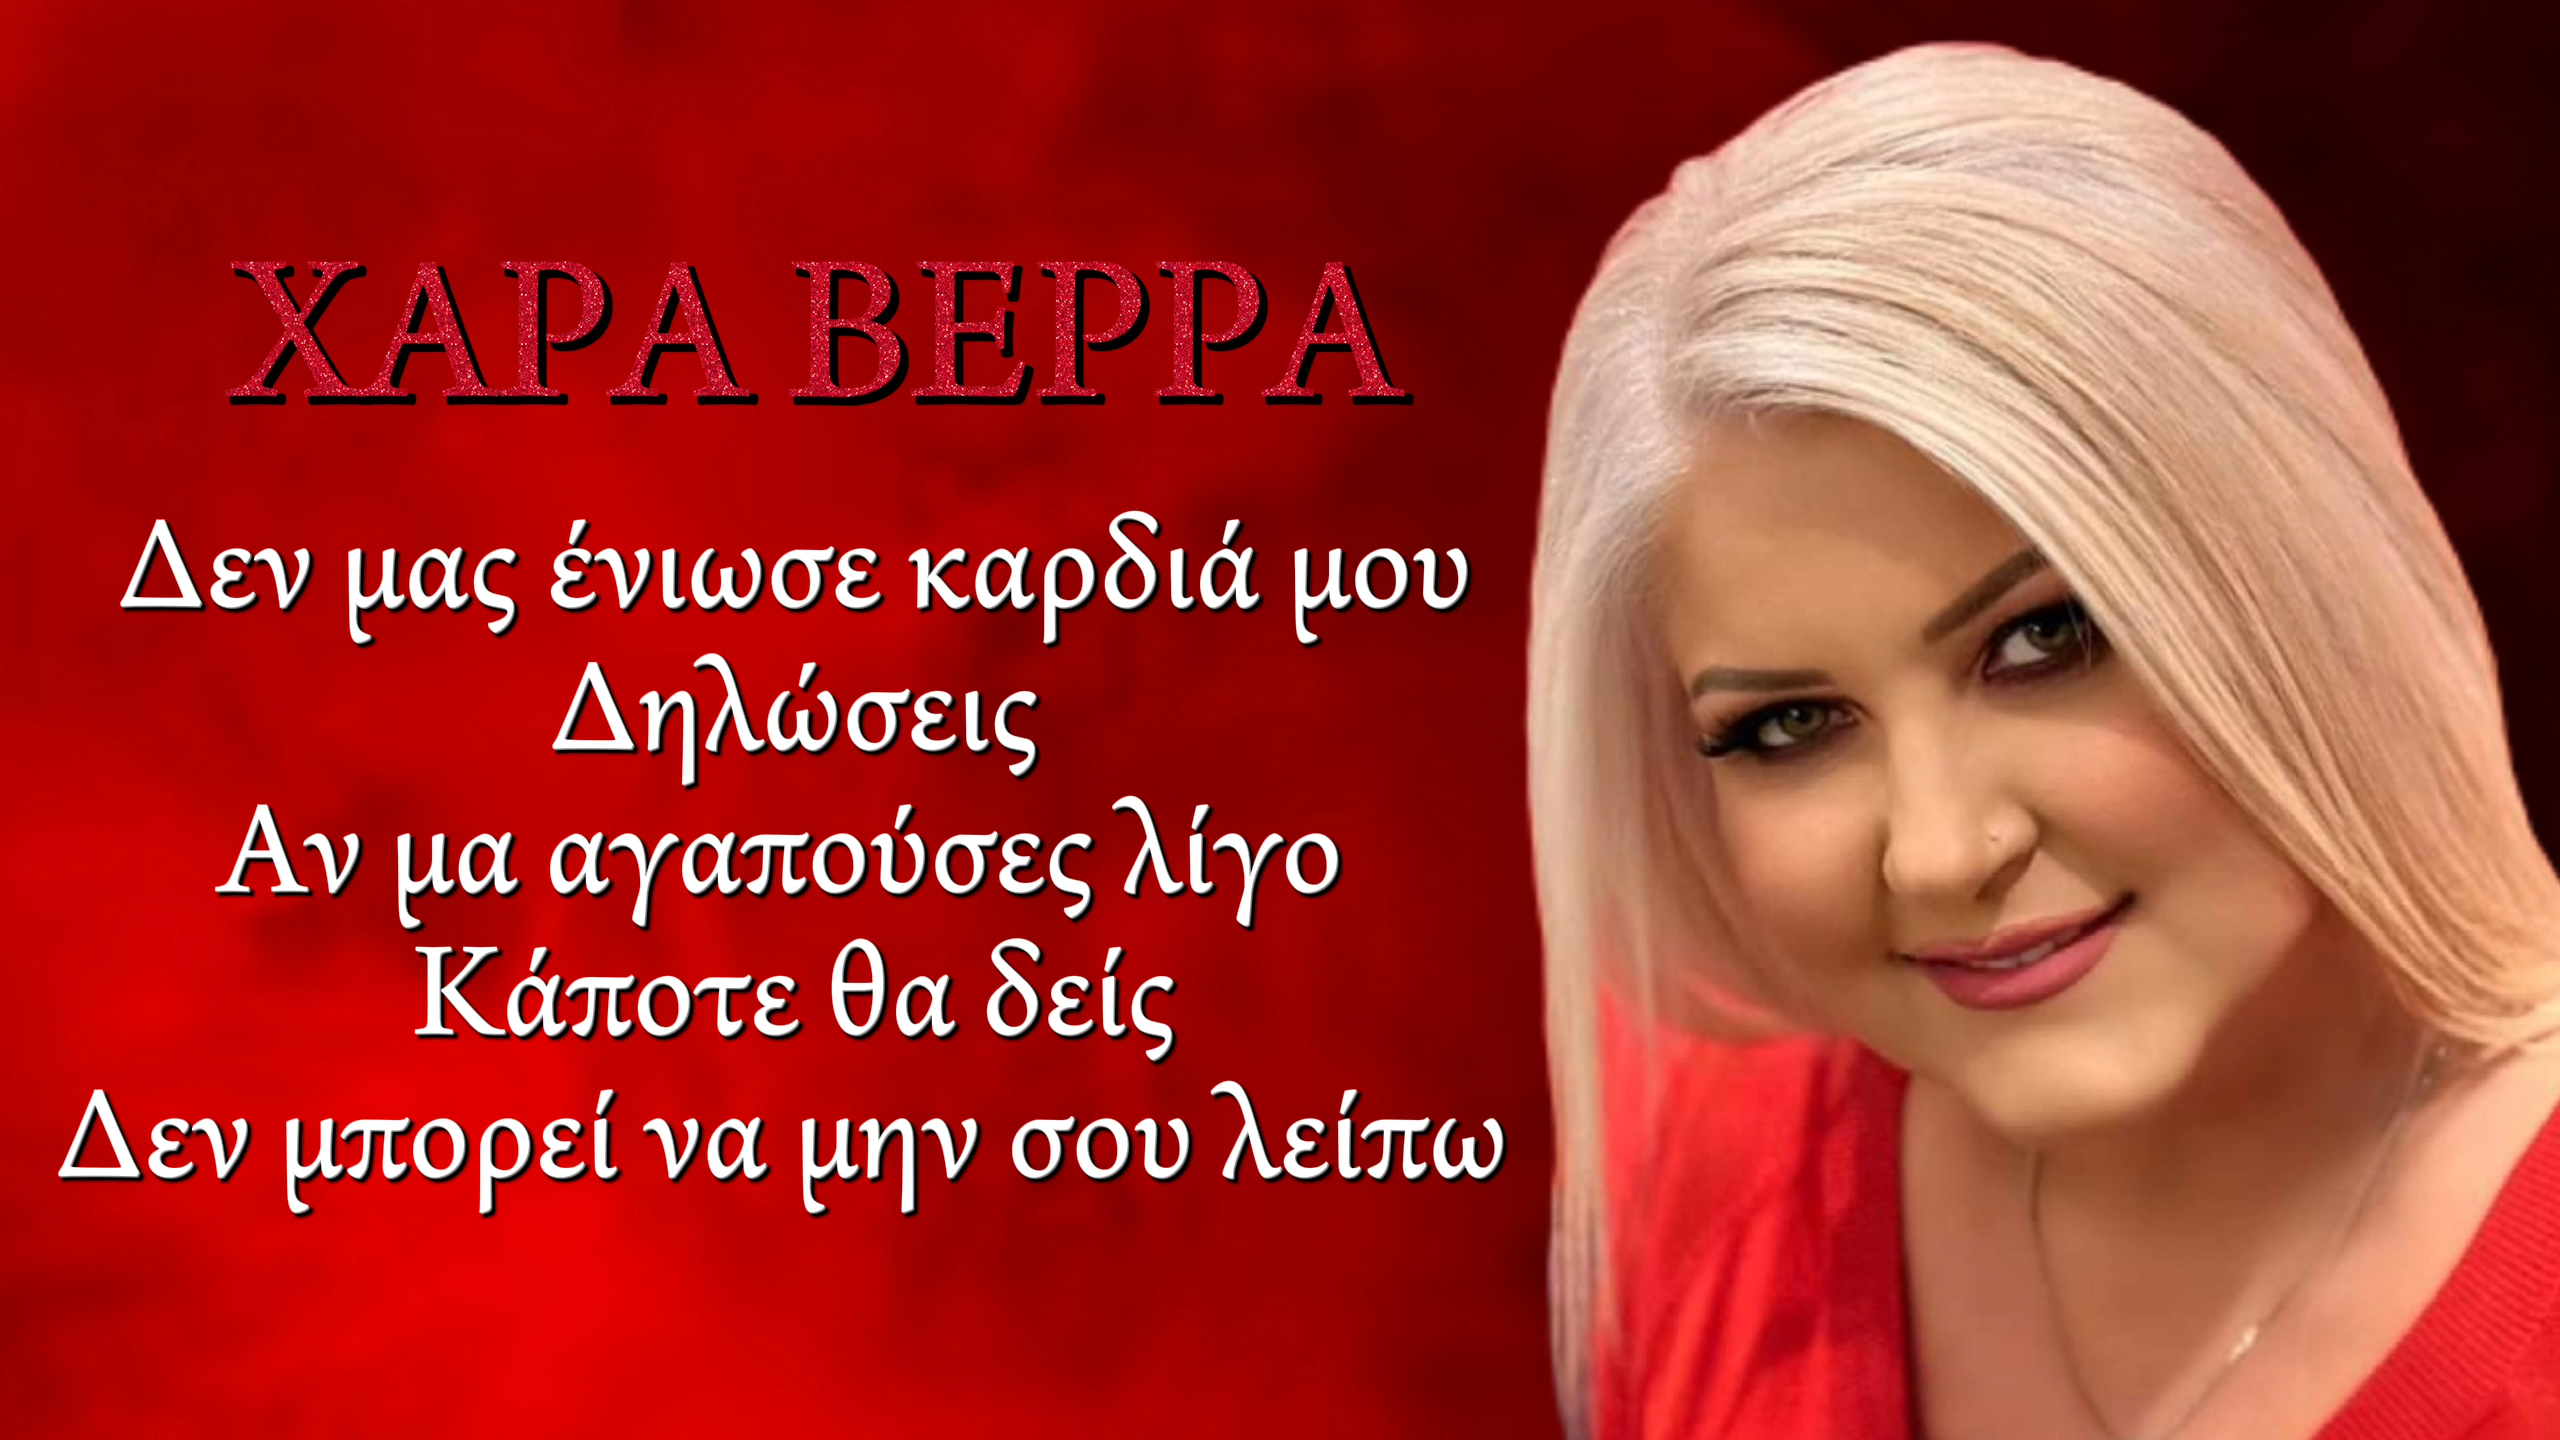 ΧΑΡΑ ΒΕΡΡΑ
Δεν μας ένιωσε καρδιά μου
Δηλώσεις
Αν μα αγαπούσες λίγο
Κάποτε θα δείς
Δεν μπορεί να μην σου λείπω